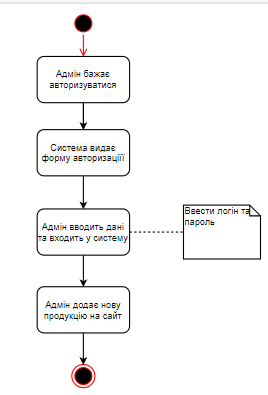 Адмін бажає
авторизуватися
Система видає
форму авторизаціїї
Адмін вводить дані
та входить у систему
Ввести логін та
пароль
Адмін додає нову
продукцію на сайт